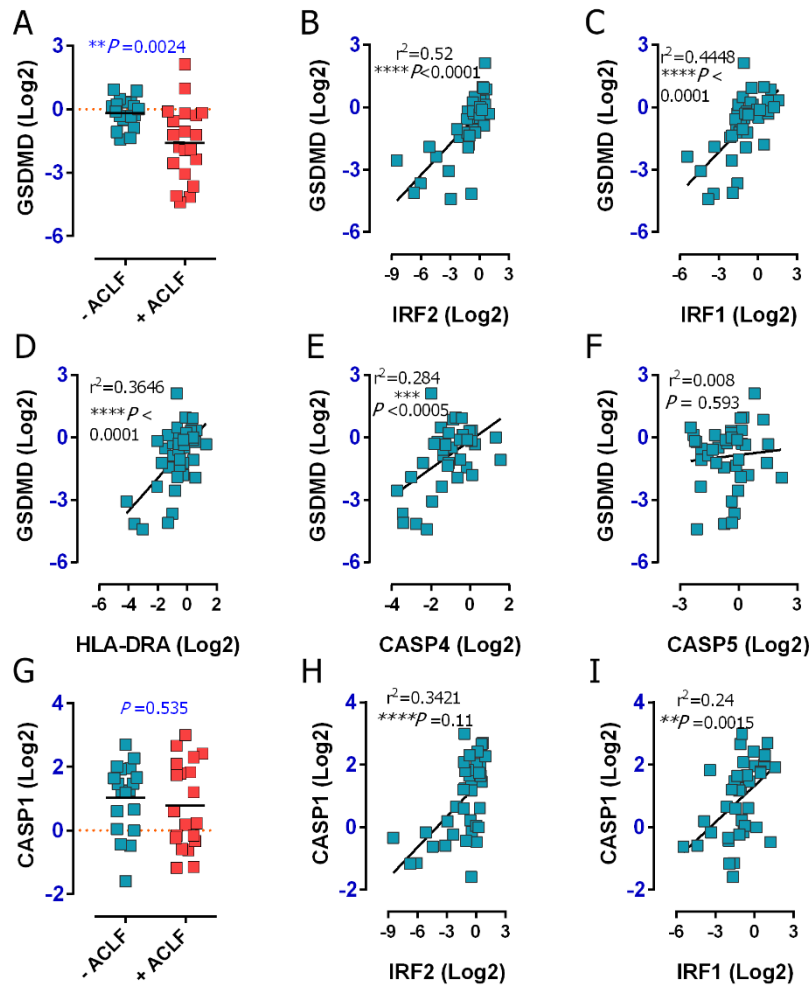 A
**P=0.0024
GSDMD (Log2)
3
0
-3
-6
- ACLF
+ ACLF
B
r²=0.52
****P<0.0001
GSDMD (Log2)
3
0
-3
-6
-9 -6 -3 0 3
IRF2 (Log2)
C
r²=0.4448
****P<
0.0001
GSDMD (Log2)
3
0
-3
-6
-6 -3 0 3
IRF1 (Log2)
D
r²=0.3646
****P<
0.0001
GSDMD (Log2)
3
0
-3
-6
-6 -4 -2 0 2
HLA-DRA (Log2)
E
r²=0.284
***
P<0.0005
GSDMD (Log2)
3
0
-3
-6
-4 -2 0 2
CASP4 (Log2)
F
r²=0.008
P= 0.593
GSDMD (Log2)
3
0
-3
-6
-3 0 3
CASP5 (Log2)
G
P=0.535
CASP1 (Log2)
4
2
0
-2
- ACLF
+ ACLF
H
r²=0.3421
****P=0.11
CASP1 (Log2)
4
2
0
-2
-9 -6 -3 0 3
IRF2 (Log2)
I
r²=0.24
**P=0.0015
CASP1 (Log2)
4
2
0
-2
-6 -3 0 3
IRF1 (Log2)